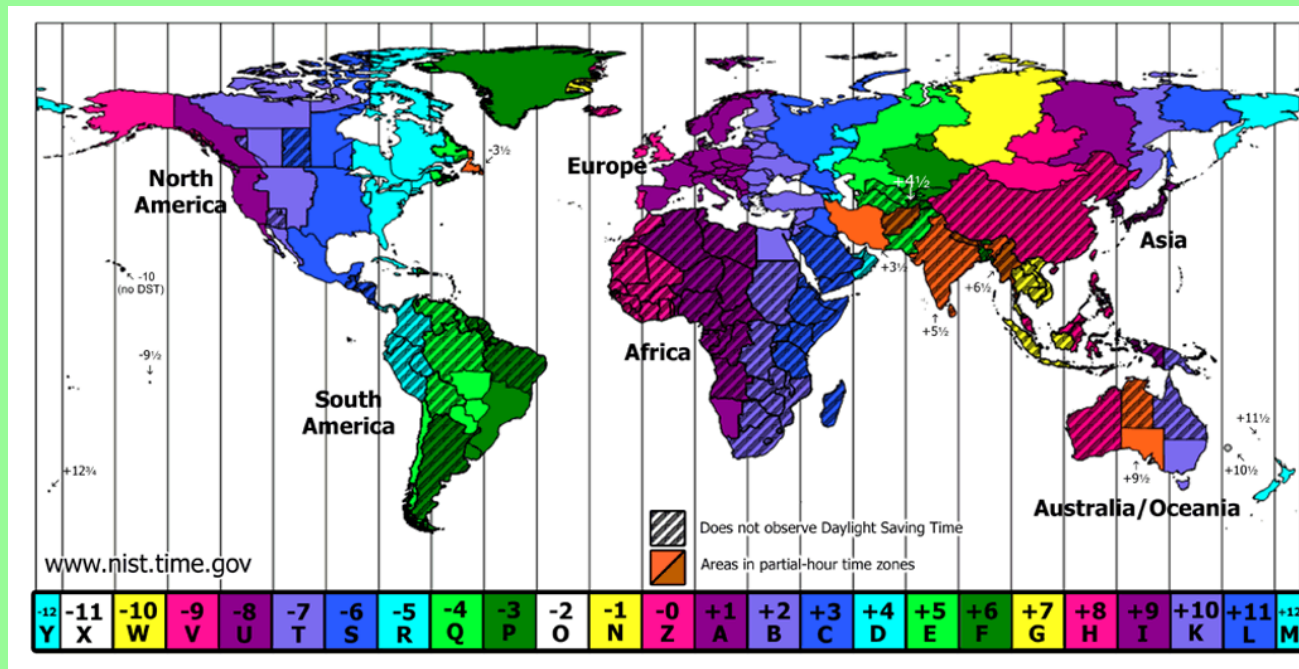 -3½
Europe
North
America
+4½
Asia
-10
(no DST)
+3½
+6½
+5½
-9½
Africa
South
America
+11½
+12¾
+10½
+9½
Australia/Oceania
Does not observe Daylight Saving Time
www.nist.time.gov
Areas in partial-hour time zones
-12 -11 -10 -9 -8 -7 -6 -5 -4 -3 -2 -1 -0 +1 +2 +3 +4 +5 +6 +7 +8 +9 +10 +11 +12
Y X W V U T S R Q P O N Z A B C D E F G H I K L M